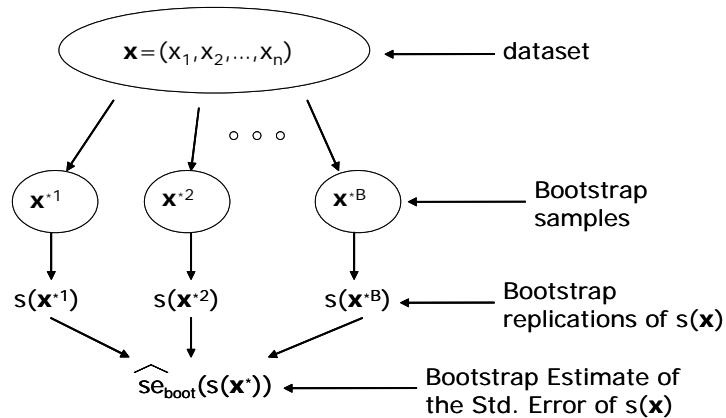 x=(x₁,x₂,...,xₙ)
dataset
x*¹
x*²
x*ᴮ
Bootstrap
samples
s(x*¹)
s(x*²)
s(x*ᴮ)
Bootstrap
replications of s(x)
ŝe_boot(s(x*))
Bootstrap Estimate of
the Std. Error of s(x)